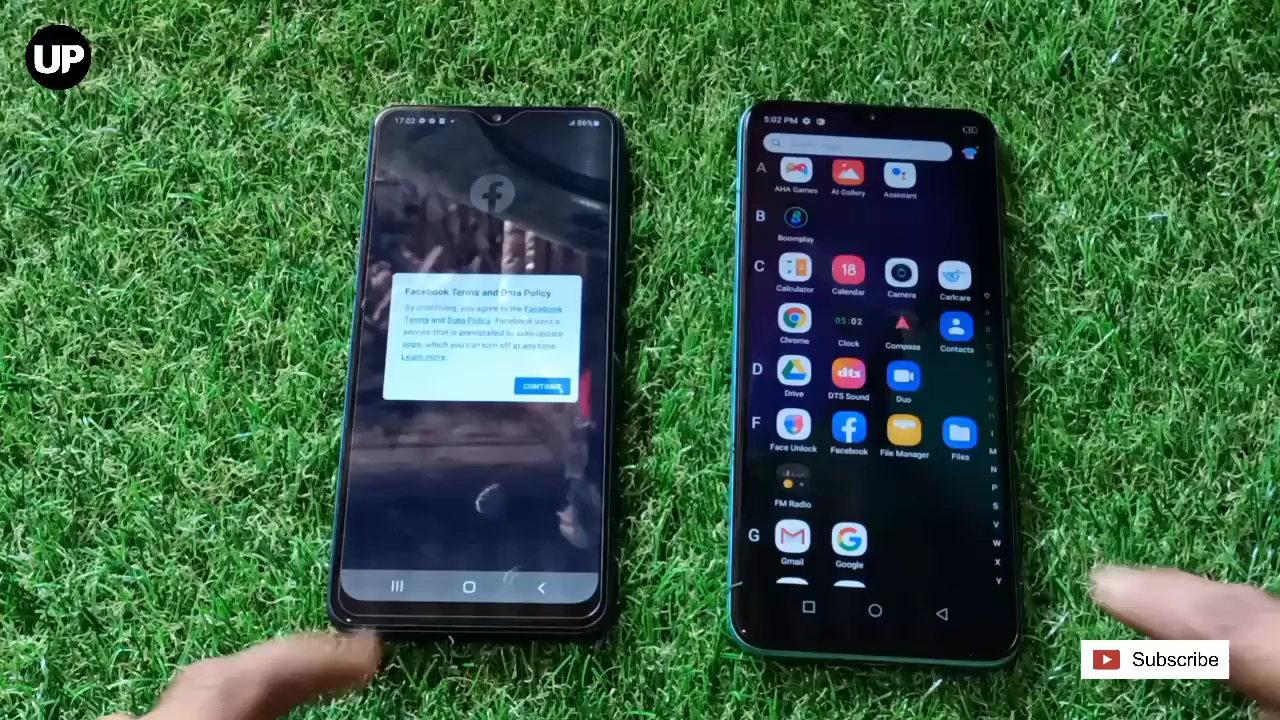 UP
17:02
86%
Facebook Terms and Data Policy
By continuing, you agree to the Facebook
Terms and Data Policy. Facebook uses a
service that is preinstalled to auto-update
apps, which you can turn off at any time.
Learn more.
CONTINUE
5:02 PM
A
AHA Games
AI Gallery
Assistant
B
Boomplay
C
Calculator
18
Calendar
Camera
Carlcare
Chrome
05:02
Clock
Compass
Contacts
D
Drive
dts
DTS Sound
Duo
F
Face Unlock
Facebook
File Manager
Files
FM Radio
G
Gmail
Google
A
B
C
D
F
G
H
I
M
N
P
S
V
W
X
Y
Subscribe